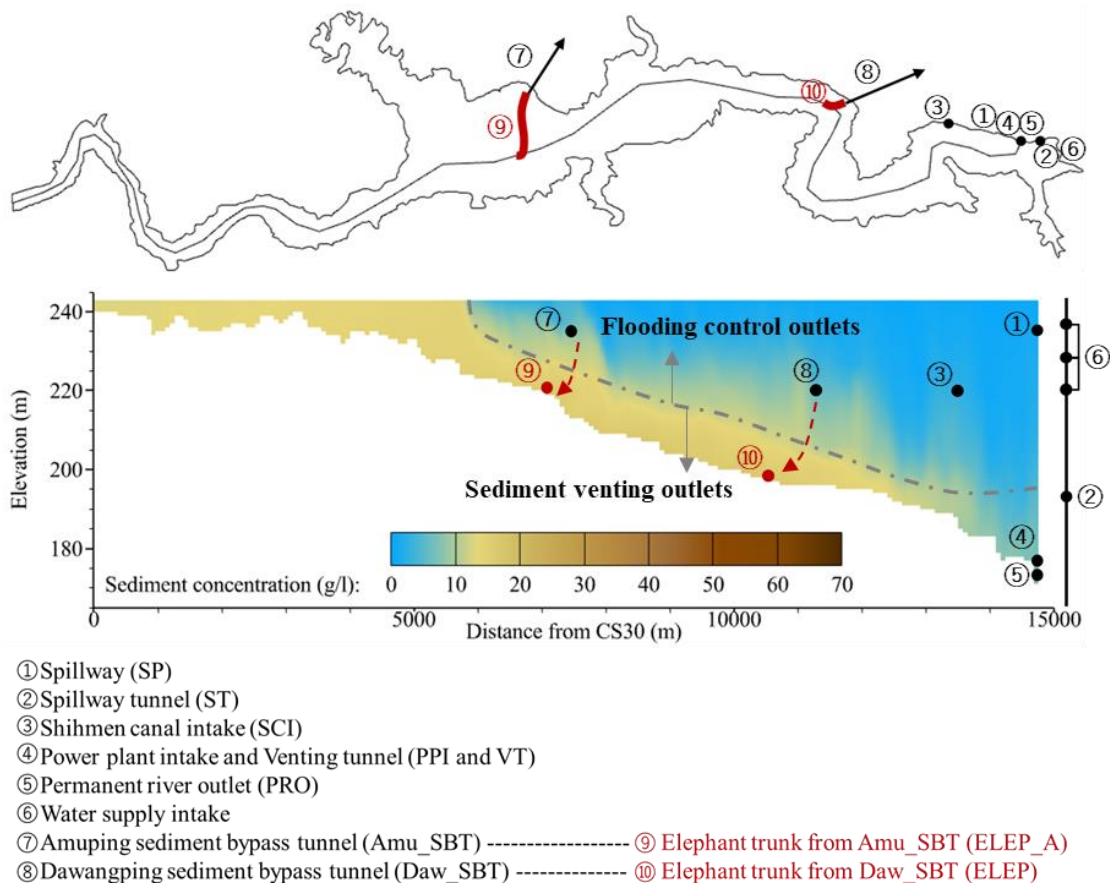 ⑦
⑧
⑨
⑩
③
①
④
⑤
②
⑥
240
220
200
180
Elevation (m)
⑦
Flooding control outlets
①
⑨
⑧
③
⑥
⑩
Sediment venting outlets
②
④
⑤
Sediment concentration (g/l):
0 10 20 30 40 50 60 70
0 5000 10000 15000
Distance from CS30 (m)
①Spillway (SP)
②Spillway tunnel (ST)
③Shihmen canal intake (SCI)
④Power plant intake and Venting tunnel (PPI and VT)
⑤Permanent river outlet (PRO)
⑥Water supply intake
⑦Amuping sediment bypass tunnel (Amu_SBT) ---------------- ⑨ Elephant trunk from Amu_SBT (ELEP_A)
⑧Dawangping sediment bypass tunnel (Daw_SBT) ------------- ⑩ Elephant trunk from Daw_SBT (ELEP)